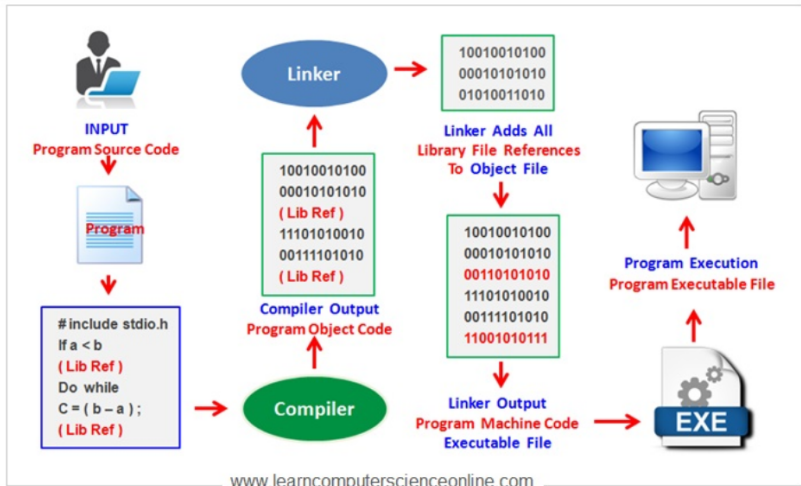 INPUT
Program Source Code
Program
# include stdio.h
If a < b
( Lib Ref )
Do while
C = ( b – a ) ;
( Lib Ref )
Compiler
10010010100
00010101010
( Lib Ref )
11101010010
00111101010
( Lib Ref )
Compiler Output
Program Object Code
Linker
10010010100
00010101010
01010011010
Linker Adds All
Library File References
To Object File
10010010100
00010101010
00110101010
11101010010
00111101010
11001010111
Linker Output
Program Machine Code
Executable File
EXE
Program Execution
Program Executable File
www.learncomputerscienceonline.com